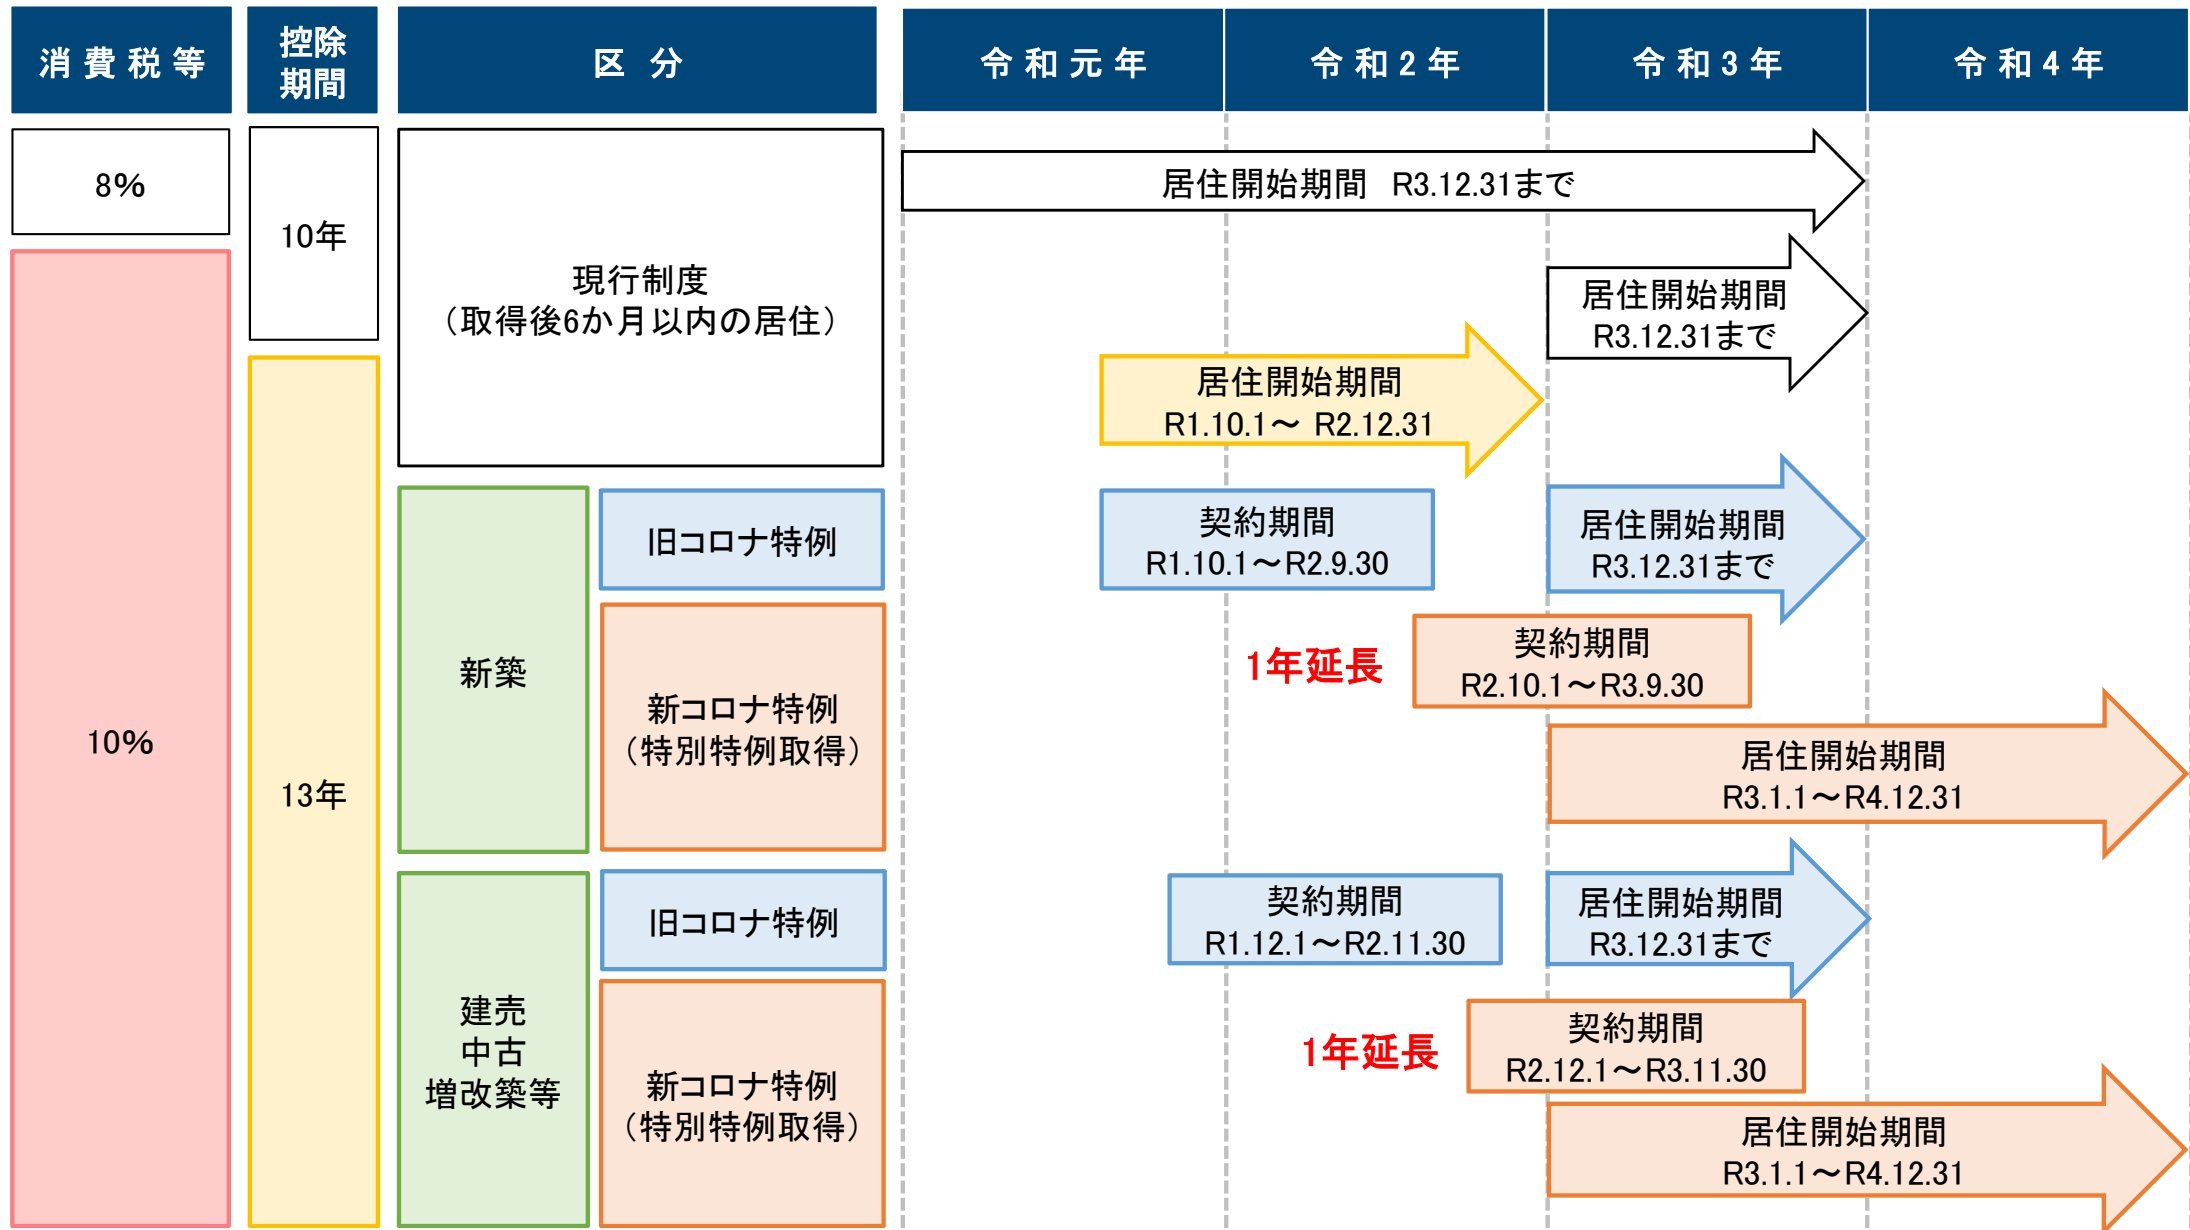 消費税等
控除
期間
区分
令和元年
令和2年
令和3年
令和4年
8%
10年
現行制度
（取得後6か月以内の居住）
居住開始期間 R3.12.31まで
居住開始期間
R3.12.31まで
居住開始期間
R1.10.1～ R2.12.31
10%
13年
新築
旧コロナ特例
契約期間
R1.10.1～R2.9.30
居住開始期間
R3.12.31まで
新コロナ特例
（特別特例取得）
1年延長
契約期間
R2.10.1～R3.9.30
居住開始期間
R3.1.1～R4.12.31
建売
中古
増改築等
旧コロナ特例
契約期間
R1.12.1～R2.11.30
居住開始期間
R3.12.31まで
新コロナ特例
（特別特例取得）
1年延長
契約期間
R2.12.1～R3.11.30
居住開始期間
R3.1.1～R4.12.31